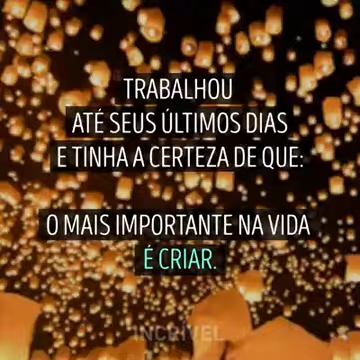 TRABALHOU
ATÉ SEUS ÚLTIMOS DIAS
E TINHA A CERTEZA DE QUE:
O MAIS IMPORTANTE NA VIDA
É CRIAR.
INCRÍVEL